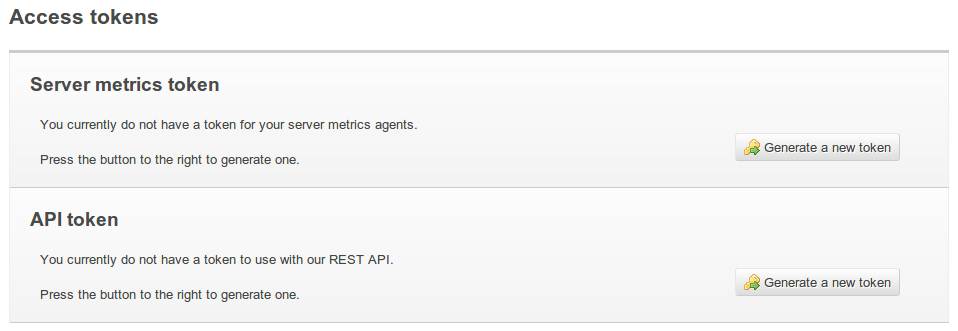 Access tokens
Server metrics token
You currently do not have a token for your server metrics agents.
Press the button to the right to generate one.
Generate a new token
API token
You currently do not have a token to use with our REST API.
Press the button to the right to generate one.
Generate a new token